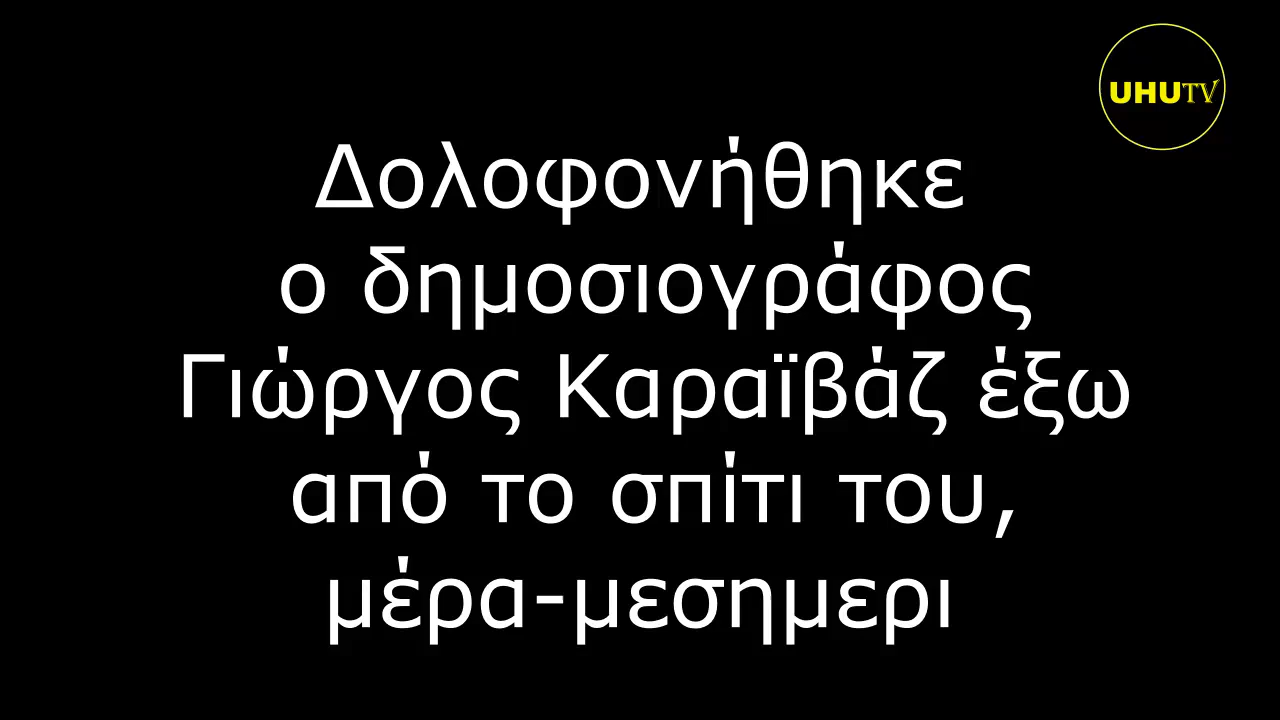 UHUTV
Δολοφονήθηκε
ο δημοσιογράφος
Γιώργος Καραϊβάζ έξω
από το σπίτι του,
μέρα-μεσημερι